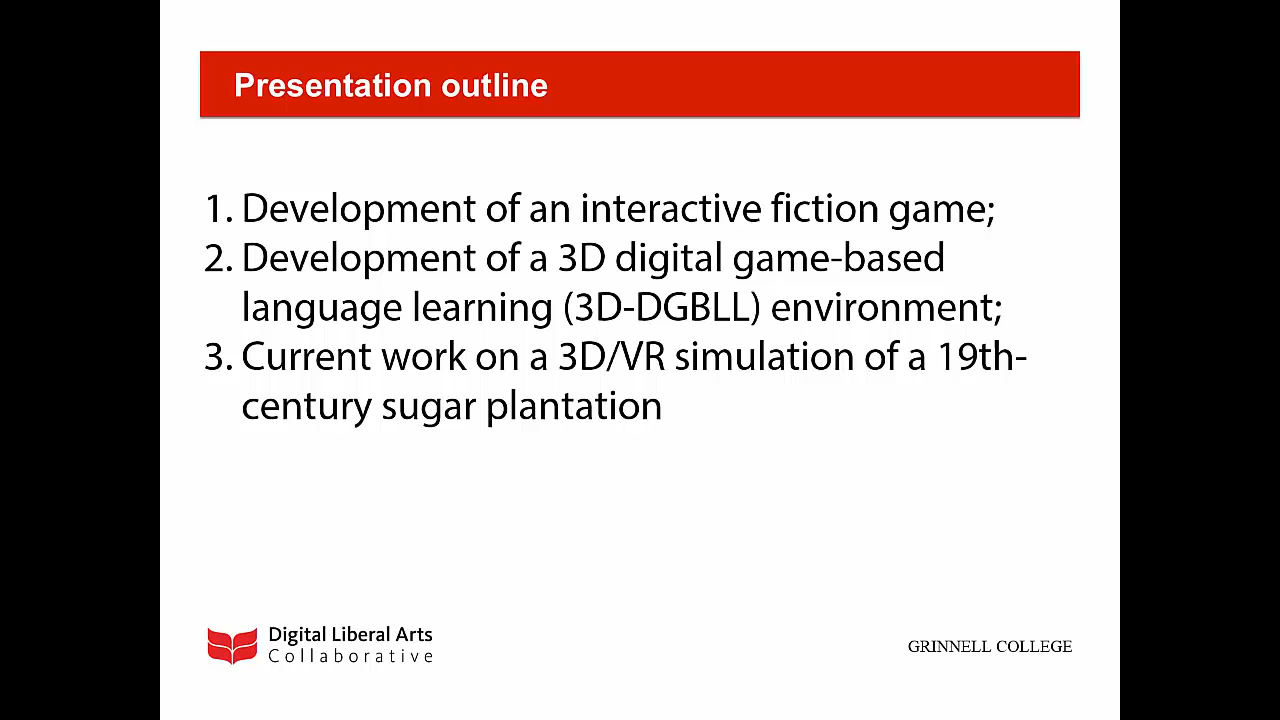 Presentation outline
1. Development of an interactive fiction game;
2. Development of a 3D digital game-based
language learning (3D-DGBLL) environment;
3. Current work on a 3D/VR simulation of a 19th-
century sugar plantation
Digital Liberal Arts
Collaborative
GRINNELL COLLEGE